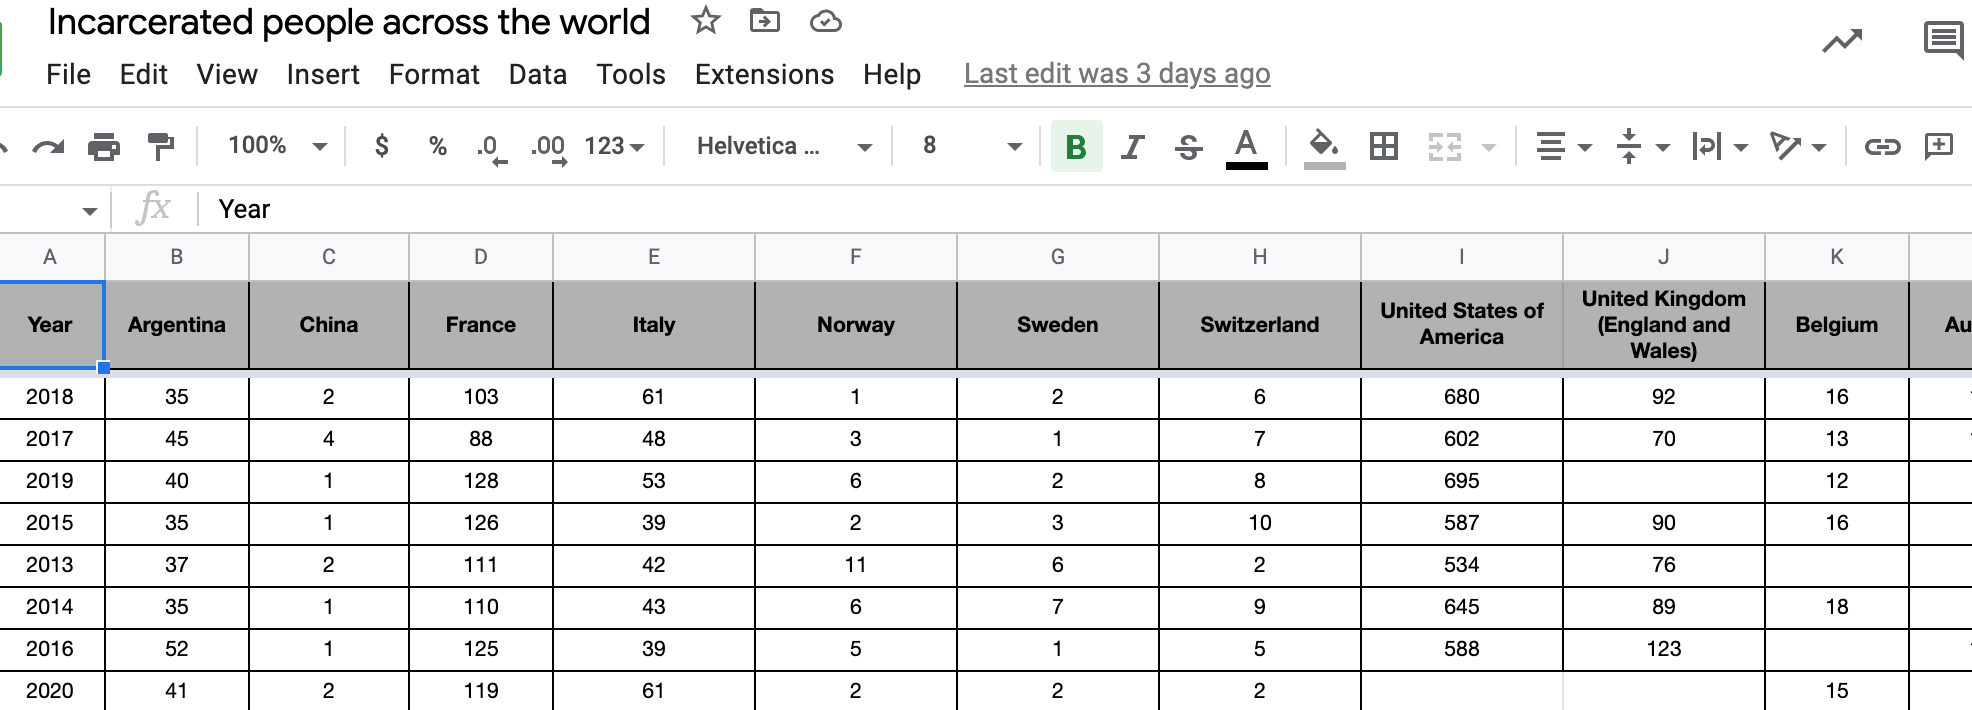 Incarcerated people across the world
File Edit View Insert Format Data Tools Extensions Help Last edit was 3 days ago
100% $ % .0 .00 123 Helvetica ... 8 B I S A
fx Year
A B C D E F G H I J K
Year Argentina China France Italy Norway Sweden Switzerland United States of America United Kingdom (England and Wales) Belgium Au
2018 35 2 103 61 1 2 6 680 92 16
2017 45 4 88 48 3 1 7 602 70 13
2019 40 1 128 53 6 2 8 695 12
2015 35 1 126 39 2 3 10 587 90 16
2013 37 2 111 42 11 6 2 534 76
2014 35 1 110 43 6 7 9 645 89 18
2016 52 1 125 39 5 1 5 588 123
2020 41 2 119 61 2 2 2 15